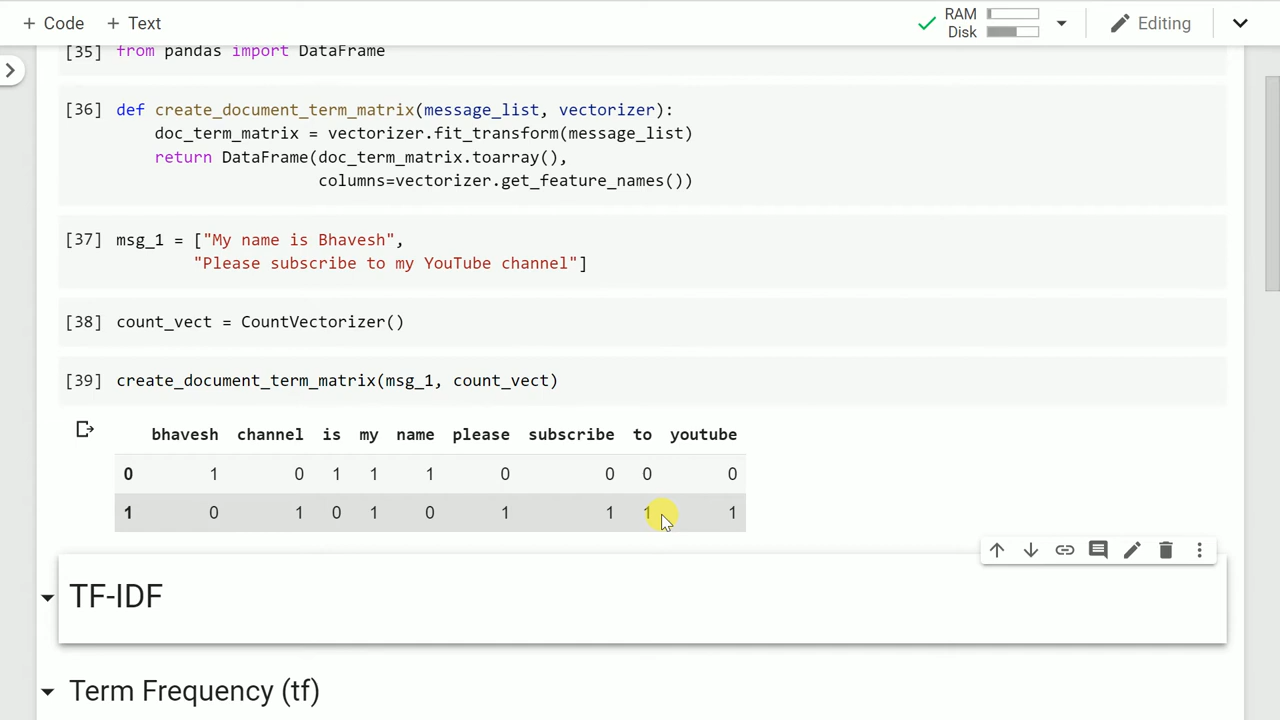 + Code + Text RAM Disk Editing
[35] from pandas import DataFrame
[36] def create_document_term_matrix(message_list, vectorizer):
doc_term_matrix = vectorizer.fit_transform(message_list)
return DataFrame(doc_term_matrix.toarray(),
columns=vectorizer.get_feature_names())
[37] msg_1 = ["My name is Bhavesh",
"Please subscribe to my YouTube channel"]
[38] count_vect = CountVectorizer()
[39] create_document_term_matrix(msg_1, count_vect)
bhavesh channel is my name please subscribe to youtube
0 1 0 1 1 1 0 0 0 0
1 0 1 0 1 0 1 1 1 1
TF-IDF
Term Frequency (tf)